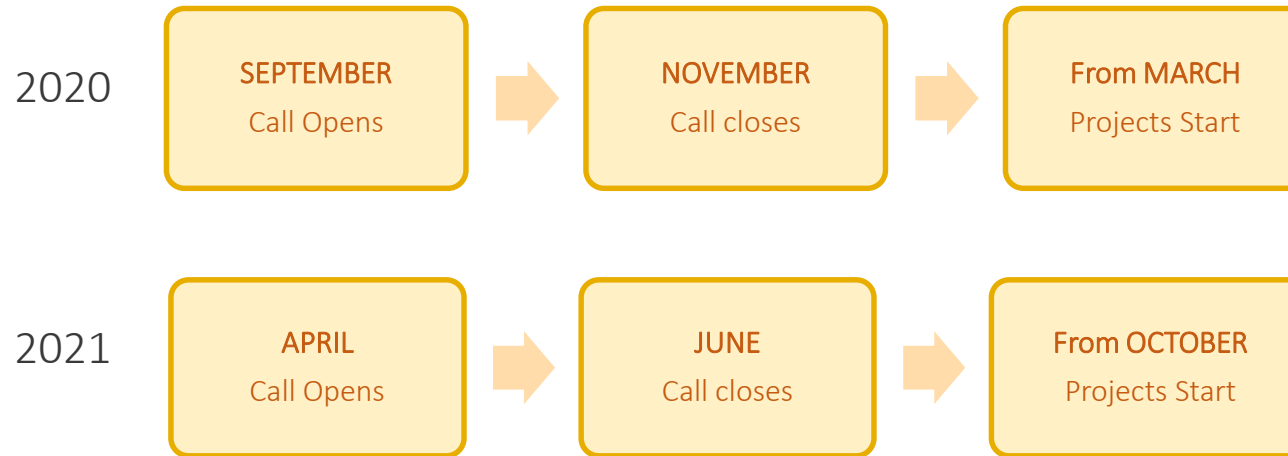 2020
SEPTEMBER
Call Opens
NOVEMBER
Call closes
From MARCH
Projects Start
2021
APRIL
Call Opens
JUNE
Call closes
From OCTOBER
Projects Start